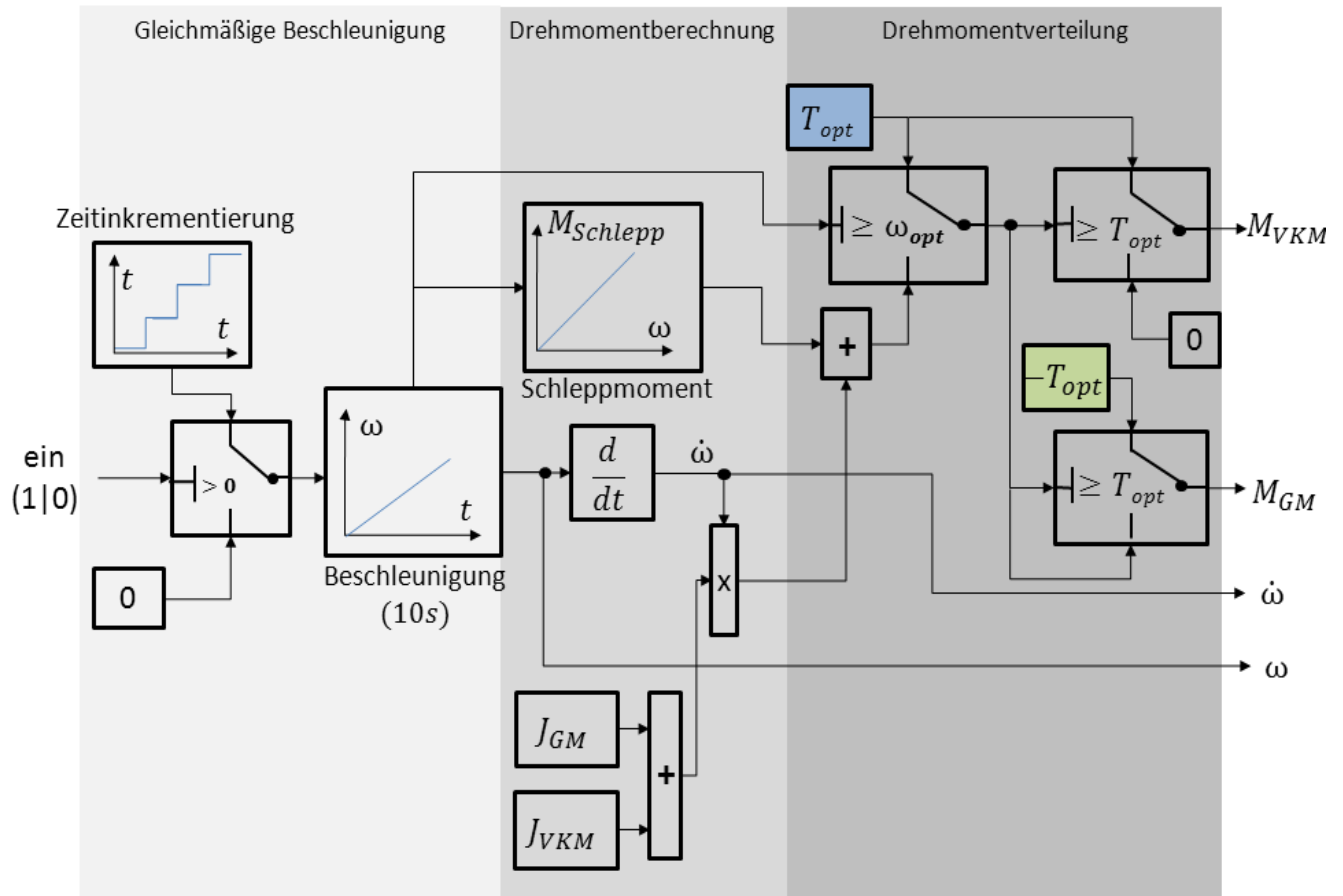 Gleichmäßige Beschleunigung
Drehmomentberechnung
Drehmomentverteilung
T_opt
Zeitinkrementierung
t
t
M_Schlepp
ω
Schleppmoment
≥ ω_opt
≥ T_opt
M_VKM
+
0
-T_opt
ein
(1|0)
> 0
0
ω
t
Beschleunigung
(10s)
d/dt
ω̇
≥ T_opt
M_GM
x
ω̇
ω
J_GM
+
J_VKM